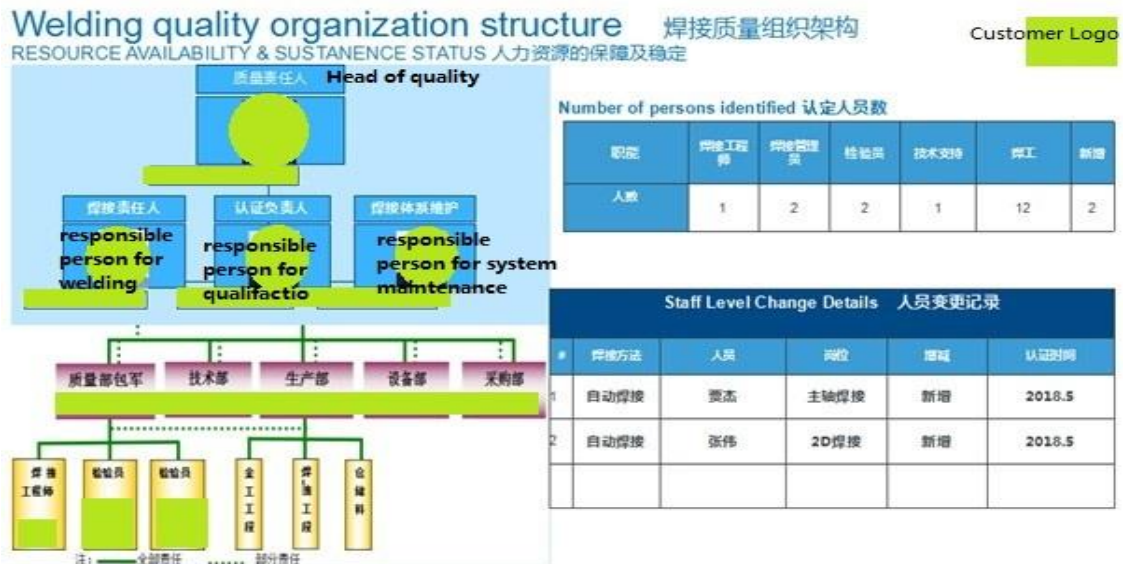 Welding quality organization structure 焊接质量组织架构
RESOURCE AVAILABILITY & SUSTANENCE STATUS 人力资源的保障及稳定
Customer Logo
质量责任人 Head of quality
焊接责任人 认证负责人 焊接体系维护
responsible person for welding
responsible person for qualifactio
responsible person for system maintenance
质量部包军 技术部 生产部 设备部 采购部
焊接工程师 检验员 检验员 金工工段 焊 工段 仓储科
注: 全部责任 部分责任
Number of persons identified 认定人员数
职能 焊接工程师 焊接管理员 检验员 技术支持 焊工 新增
人数 1 2 2 1 12 2
Staff Level Change Details 人员变更记录
# 焊接方法 人员 岗位 增减 认证时间
1 自动焊接 贾杰 主轴焊接 新增 2018.5
2 自动焊接 张伟 2D焊接 新增 2018.5